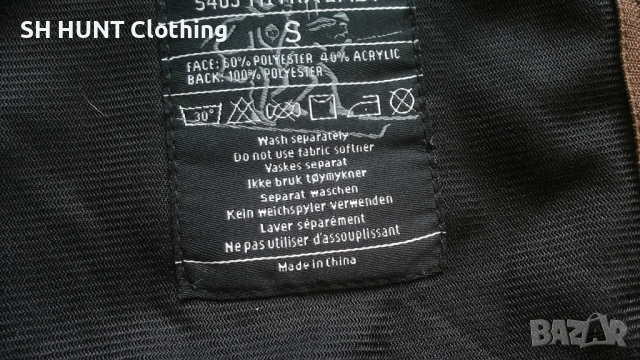 SH HUNT Clothing
S
FACE: 60% POLYESTER 40% ACRYLIC
BACK: 100% POLYESTER
30°
Wash separately
Do not use fabric softner
Vaskes separat
Ikke bruk tøymykner
Separat waschen
Kein weichspyler verwenden
Laver séparément
Ne pas utiliser d'assouplissant
Made in China
BAZAR